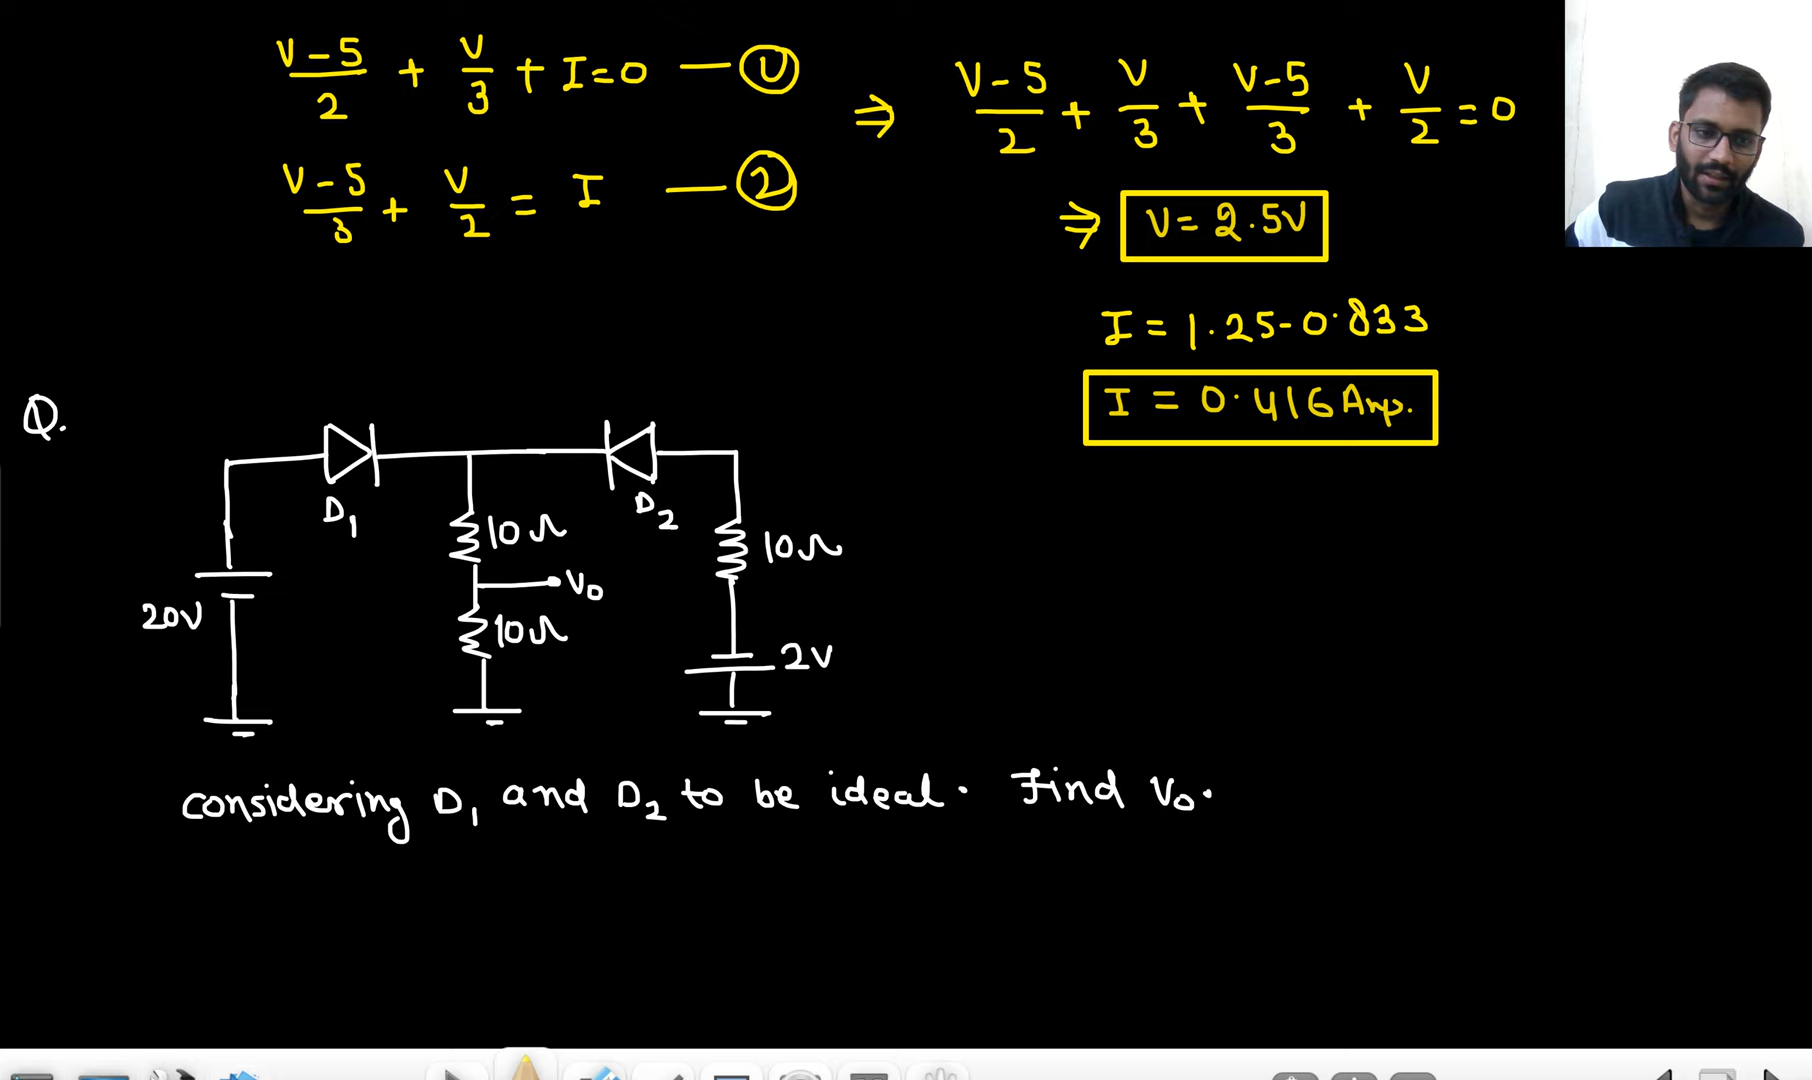 (V-5)/2 + V/3 + I = 0 — ①
(V-5)/3 + V/2 = I — ②
⇒ (V-5)/2 + V/3 + (V-5)/3 + V/2 = 0
⇒ V = 2.5V
I = 1.25-0.833
I = 0.416 Amp.
Q.
D1
D2
10Ω
10Ω
V0
20V
10Ω
2V
considering D1 and D2 to be ideal. Find V0.